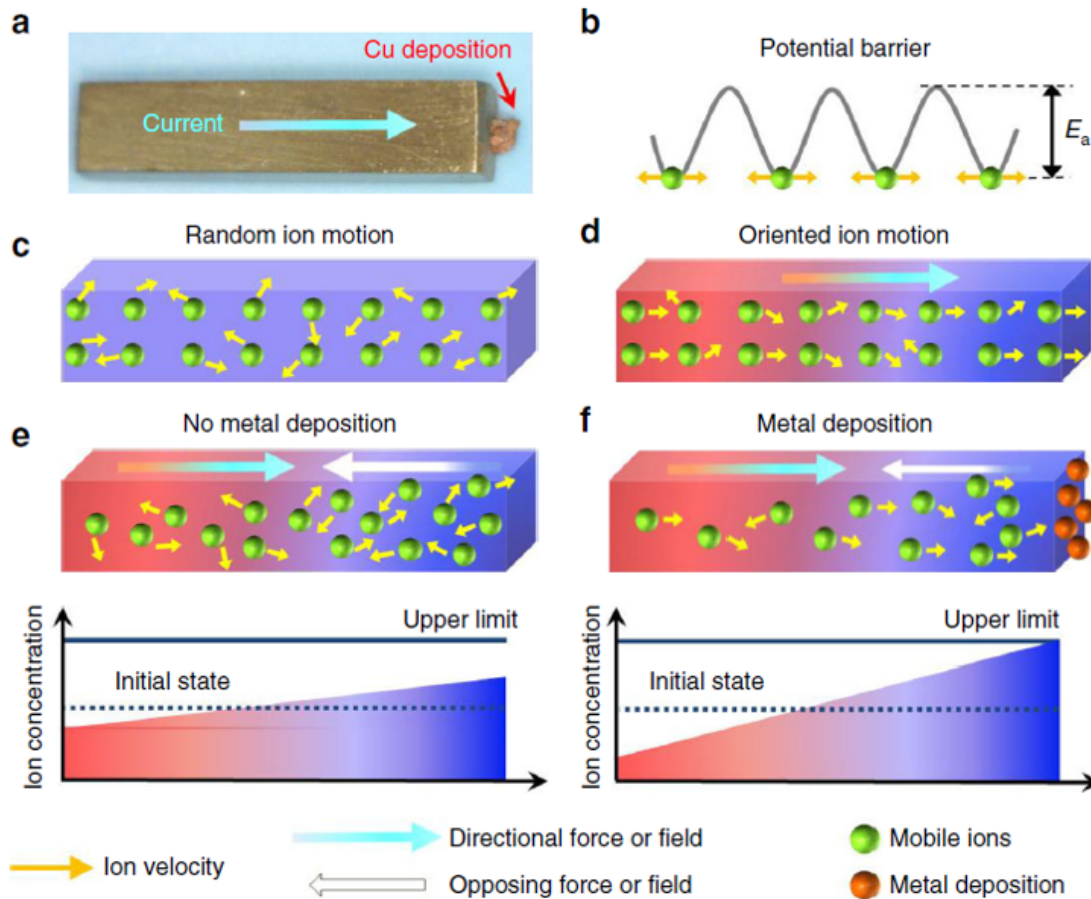 a
Cu deposition
Current
b
Potential barrier
Ea
c
Random ion motion
d
Oriented ion motion
e
No metal deposition
f
Metal deposition
Ion concentration
Upper limit
Initial state
Ion concentration
Upper limit
Initial state
Ion velocity
Directional force or field
Opposing force or field
Mobile ions
Metal deposition